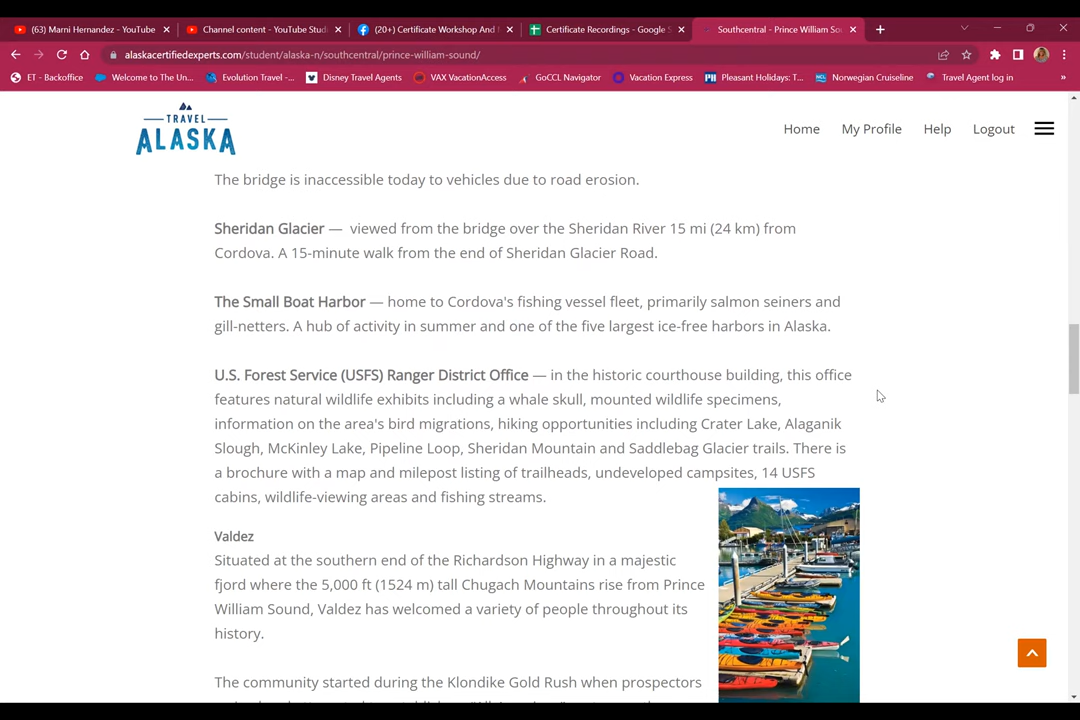 (63) Marni Hernandez - YouTube
Channel content - YouTube Stud
(20+) Certificate Workshop And
Certificate Recordings - Google S
Southcentral - Prince William So
alaskacertifiedexperts.com/student/alaska-n/southcentral/prince-william-sound/
ET - Backoffice
Welcome to The Un...
Evolution Travel -...
Disney Travel Agents
VAX VacationAccess
GoCCL Navigator
Vacation Express
Pleasant Holidays: T...
Norwegian Cruiseline
Travel Agent log in
»
TRAVEL
ALASKA
Home
My Profile
Help
Logout
The bridge is inaccessible today to vehicles due to road erosion.
Sheridan Glacier — viewed from the bridge over the Sheridan River 15 mi (24 km) from
Cordova. A 15-minute walk from the end of Sheridan Glacier Road.
The Small Boat Harbor — home to Cordova's fishing vessel fleet, primarily salmon seiners and
gill-netters. A hub of activity in summer and one of the five largest ice-free harbors in Alaska.
U.S. Forest Service (USFS) Ranger District Office — in the historic courthouse building, this office
features natural wildlife exhibits including a whale skull, mounted wildlife specimens,
information on the area's bird migrations, hiking opportunities including Crater Lake, Alaganik
Slough, McKinley Lake, Pipeline Loop, Sheridan Mountain and Saddlebag Glacier trails. There is
a brochure with a map and milepost listing of trailheads, undeveloped campsites, 14 USFS
cabins, wildlife-viewing areas and fishing streams.
Valdez
Situated at the southern end of the Richardson Highway in a majestic
fjord where the 5,000 ft (1524 m) tall Chugach Mountains rise from Prince
William Sound, Valdez has welcomed a variety of people throughout its
history.
The community started during the Klondike Gold Rush when prospectors